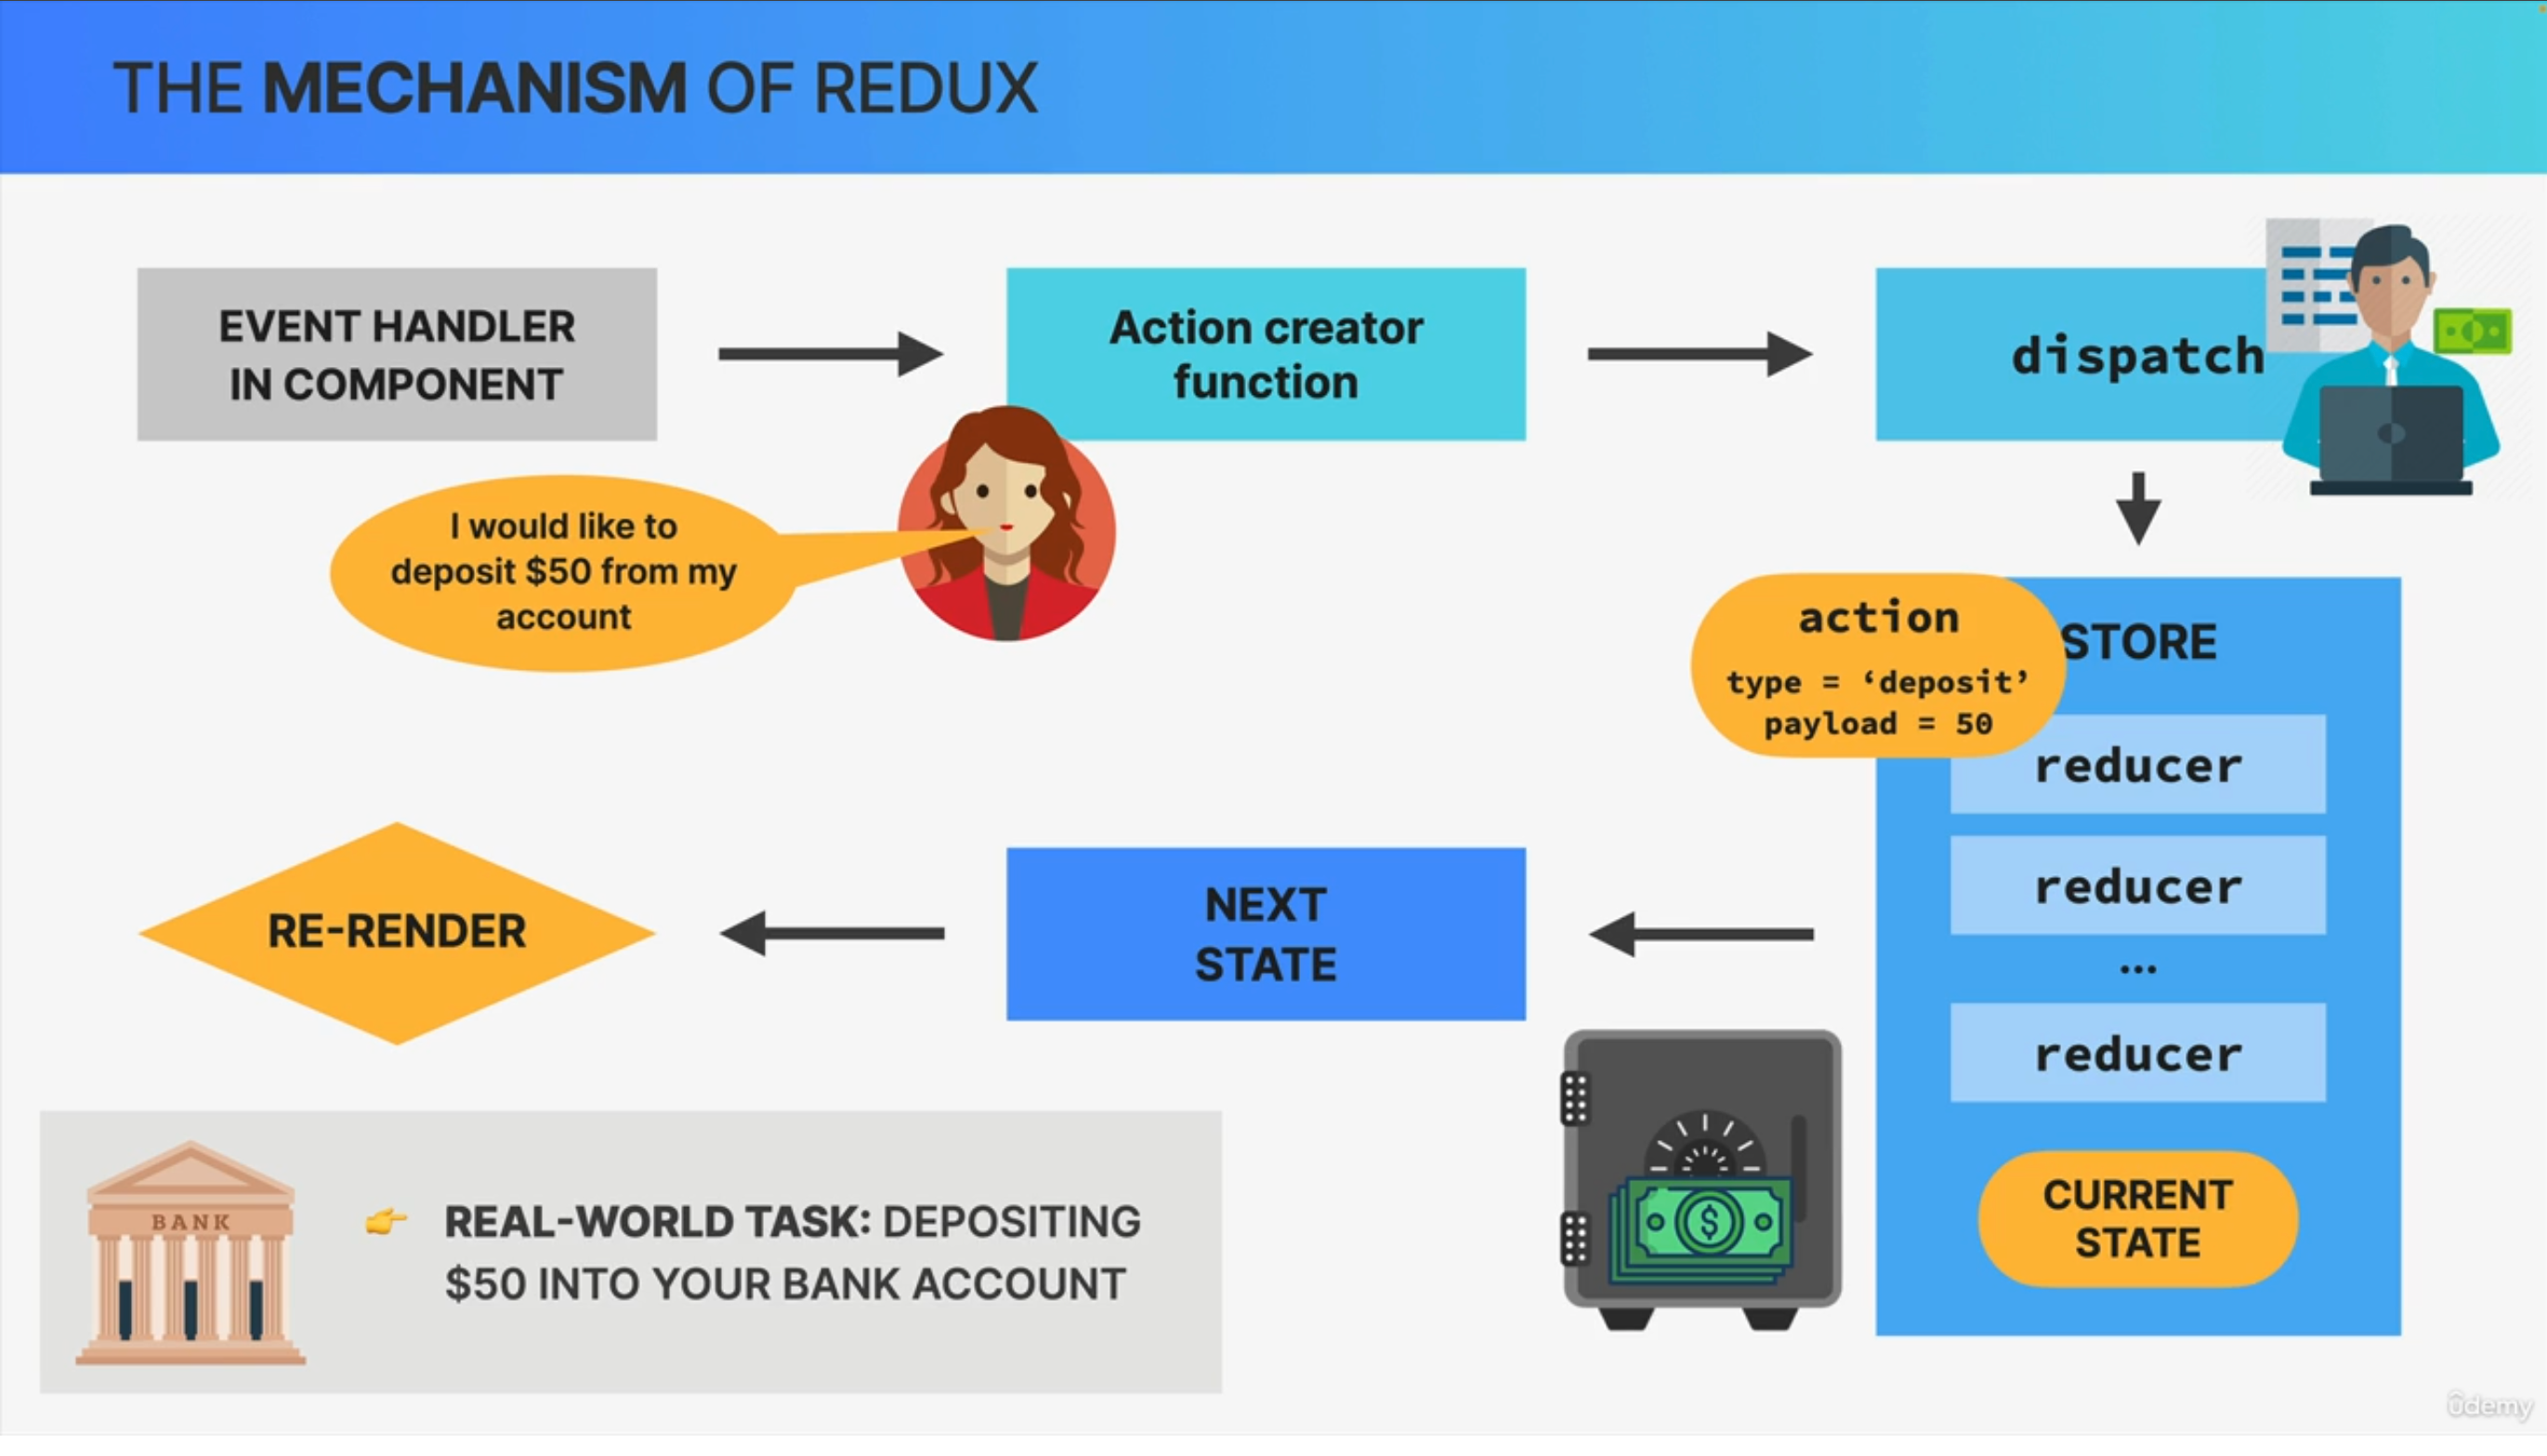 THE MECHANISM OF REDUX
EVENT HANDLER
IN COMPONENT
Action creator
function
dispatch
I would like to
deposit $50 from my
account
action
type = ‘deposit’
payload = 50
STORE
reducer
reducer
...
reducer
CURRENT
STATE
NEXT
STATE
RE-RENDER
BANK
👉 REAL-WORLD TASK: DEPOSITING
$50 INTO YOUR BANK ACCOUNT
ûdemy